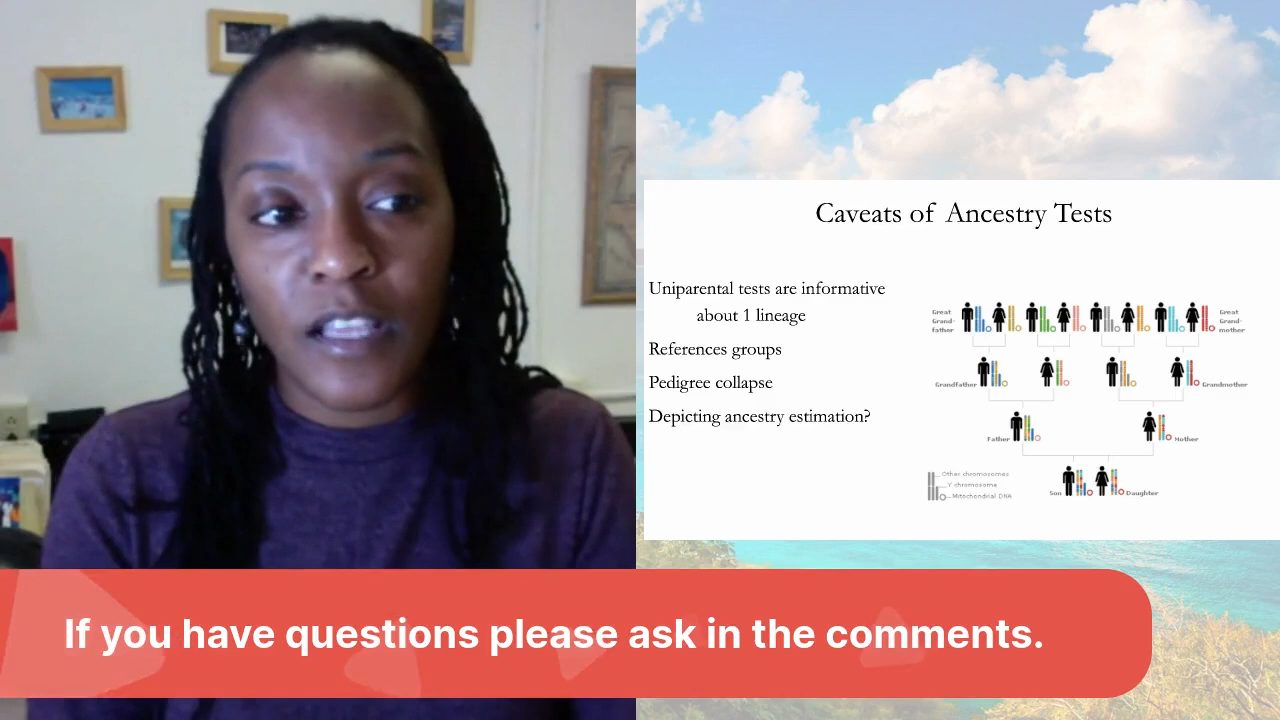 Caveats of Ancestry Tests
Uniparental tests are informative
about 1 lineage
References groups
Pedigree collapse
Depicting ancestry estimation?
Great
Grand-
father
Great
Grand-
mother
Grandfather
Grandmother
Father
Mother
Other chromosomes
Y chromosome
Mitochondrial DNA
Son
Daughter
If you have questions please ask in the comments.